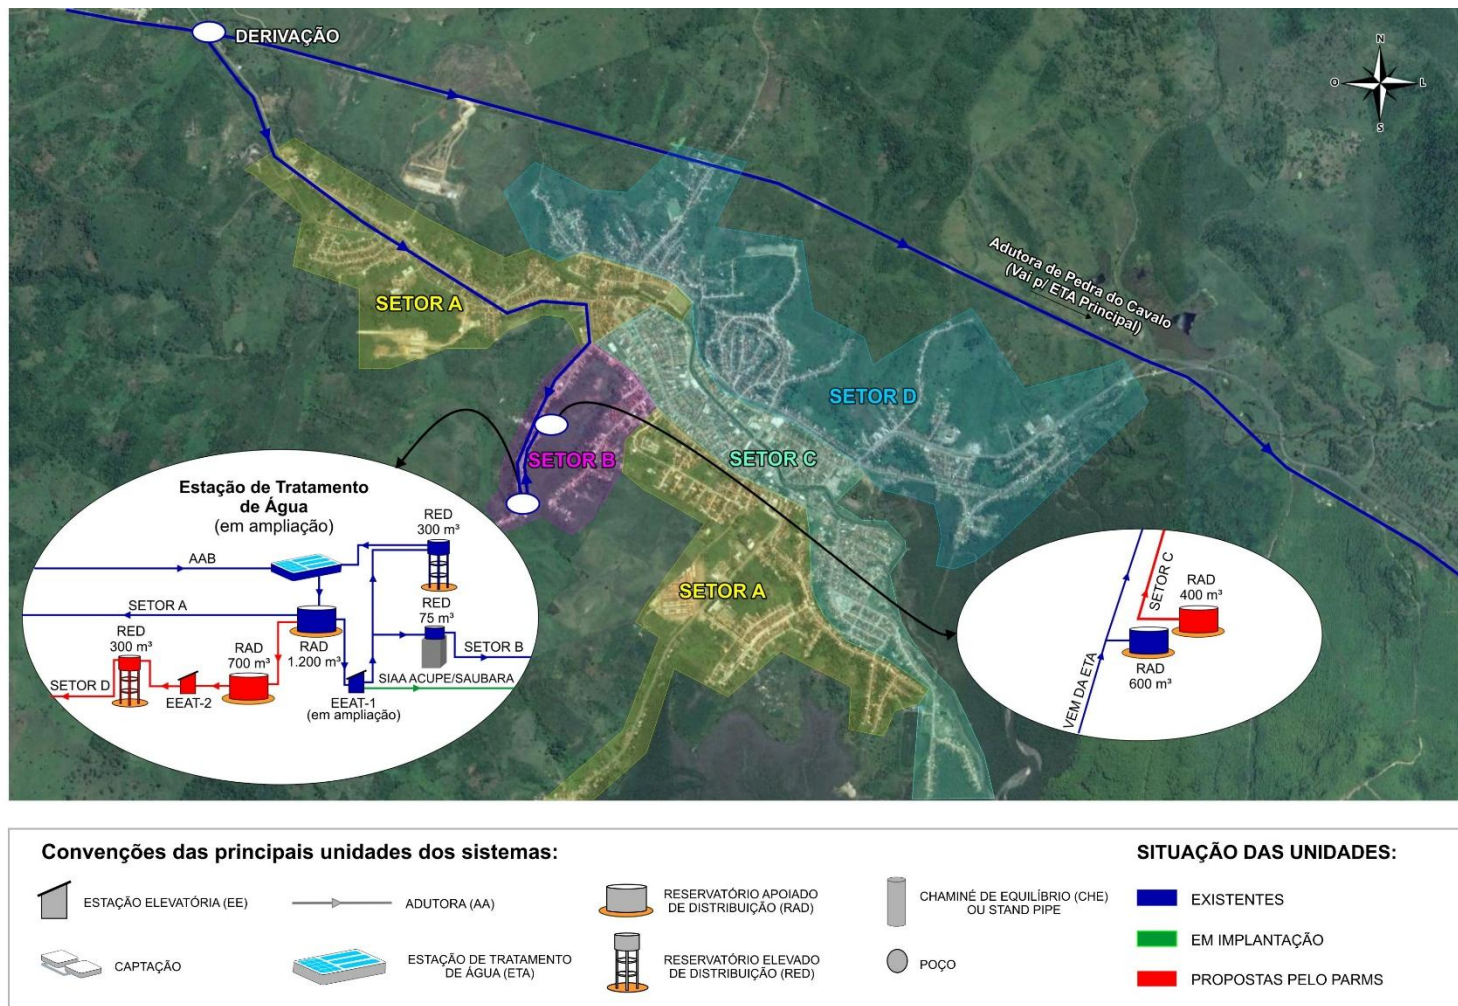 DERIVAÇÃO
N
O
L
S
Adutora de Pedra do Cavalo
(Vai p/ ETA Principal)
SETOR A
SETOR D
SETOR B
SETOR C
SETOR A
Estação de Tratamento
de Água
(em ampliação)
RED
300 m³
AAB
SETOR A
RED
75 m³
RED
300 m³
RAD
700 m³
RAD
1.200 m³
SETOR B
SETOR D
EEAT-2
EEAT-1
(em ampliação)
SIAA ACUPE/SAUBARA
SETOR C
RAD
400 m³
VEM DA ETA
RAD
600 m³
Convenções das principais unidades dos sistemas:
ESTAÇÃO ELEVATÓRIA (EE)
ADUTORA (AA)
RESERVATÓRIO APOIADO
DE DISTRIBUIÇÃO (RAD)
CHAMINÉ DE EQUILÍBRIO (CHE)
OU STAND PIPE
CAPTAÇÃO
ESTAÇÃO DE TRATAMENTO
DE ÁGUA (ETA)
RESERVATÓRIO ELEVADO
DE DISTRIBUIÇÃO (RED)
POÇO
SITUAÇÃO DAS UNIDADES:
EXISTENTES
EM IMPLANTAÇÃO
PROPOSTAS PELO PARMS